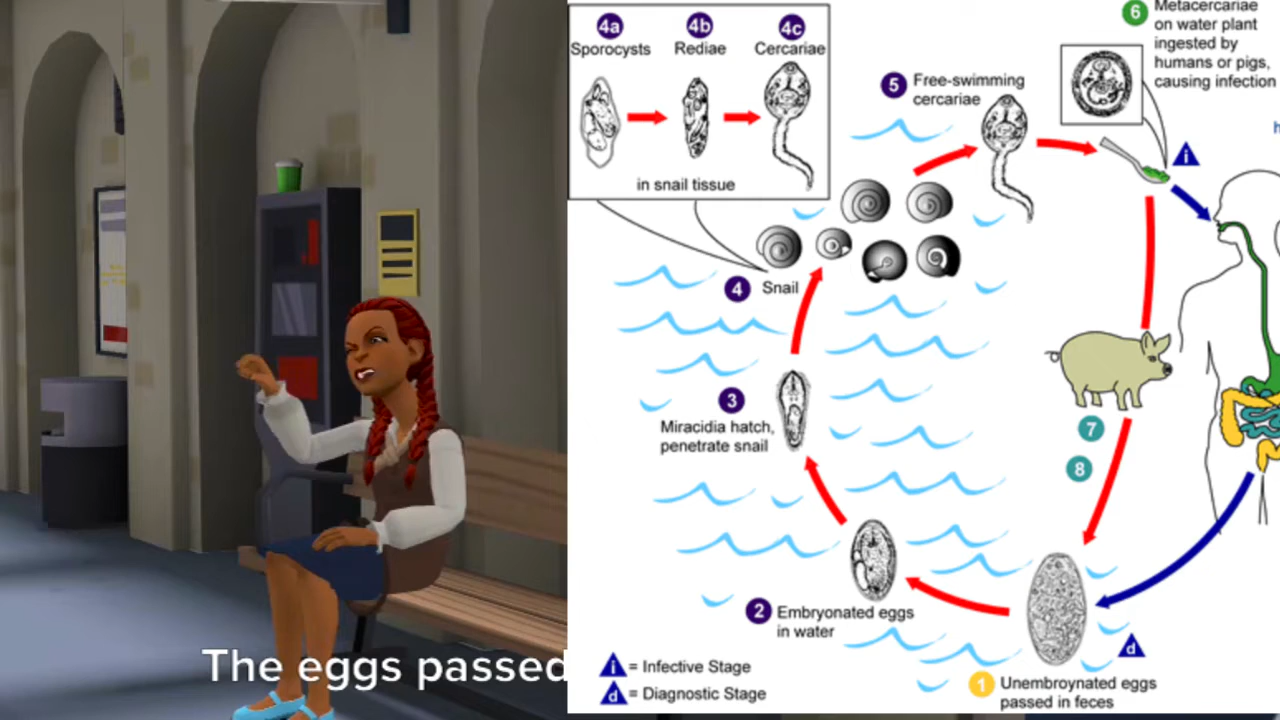 4a
Sporocysts
4b
Rediae
4c
Cercariae
in snail tissue
5
Free-swimming
cercariae
6
Metacercariae
on water plant
ingested by
humans or pigs,
causing infection
h
i
4
Snail
3
Miracidia hatch,
penetrate snail
7
8
2
Embryonated eggs
in water
d
1
Unembroynated eggs
passed in feces
i = Infective Stage
d = Diagnostic Stage
The eggs passed